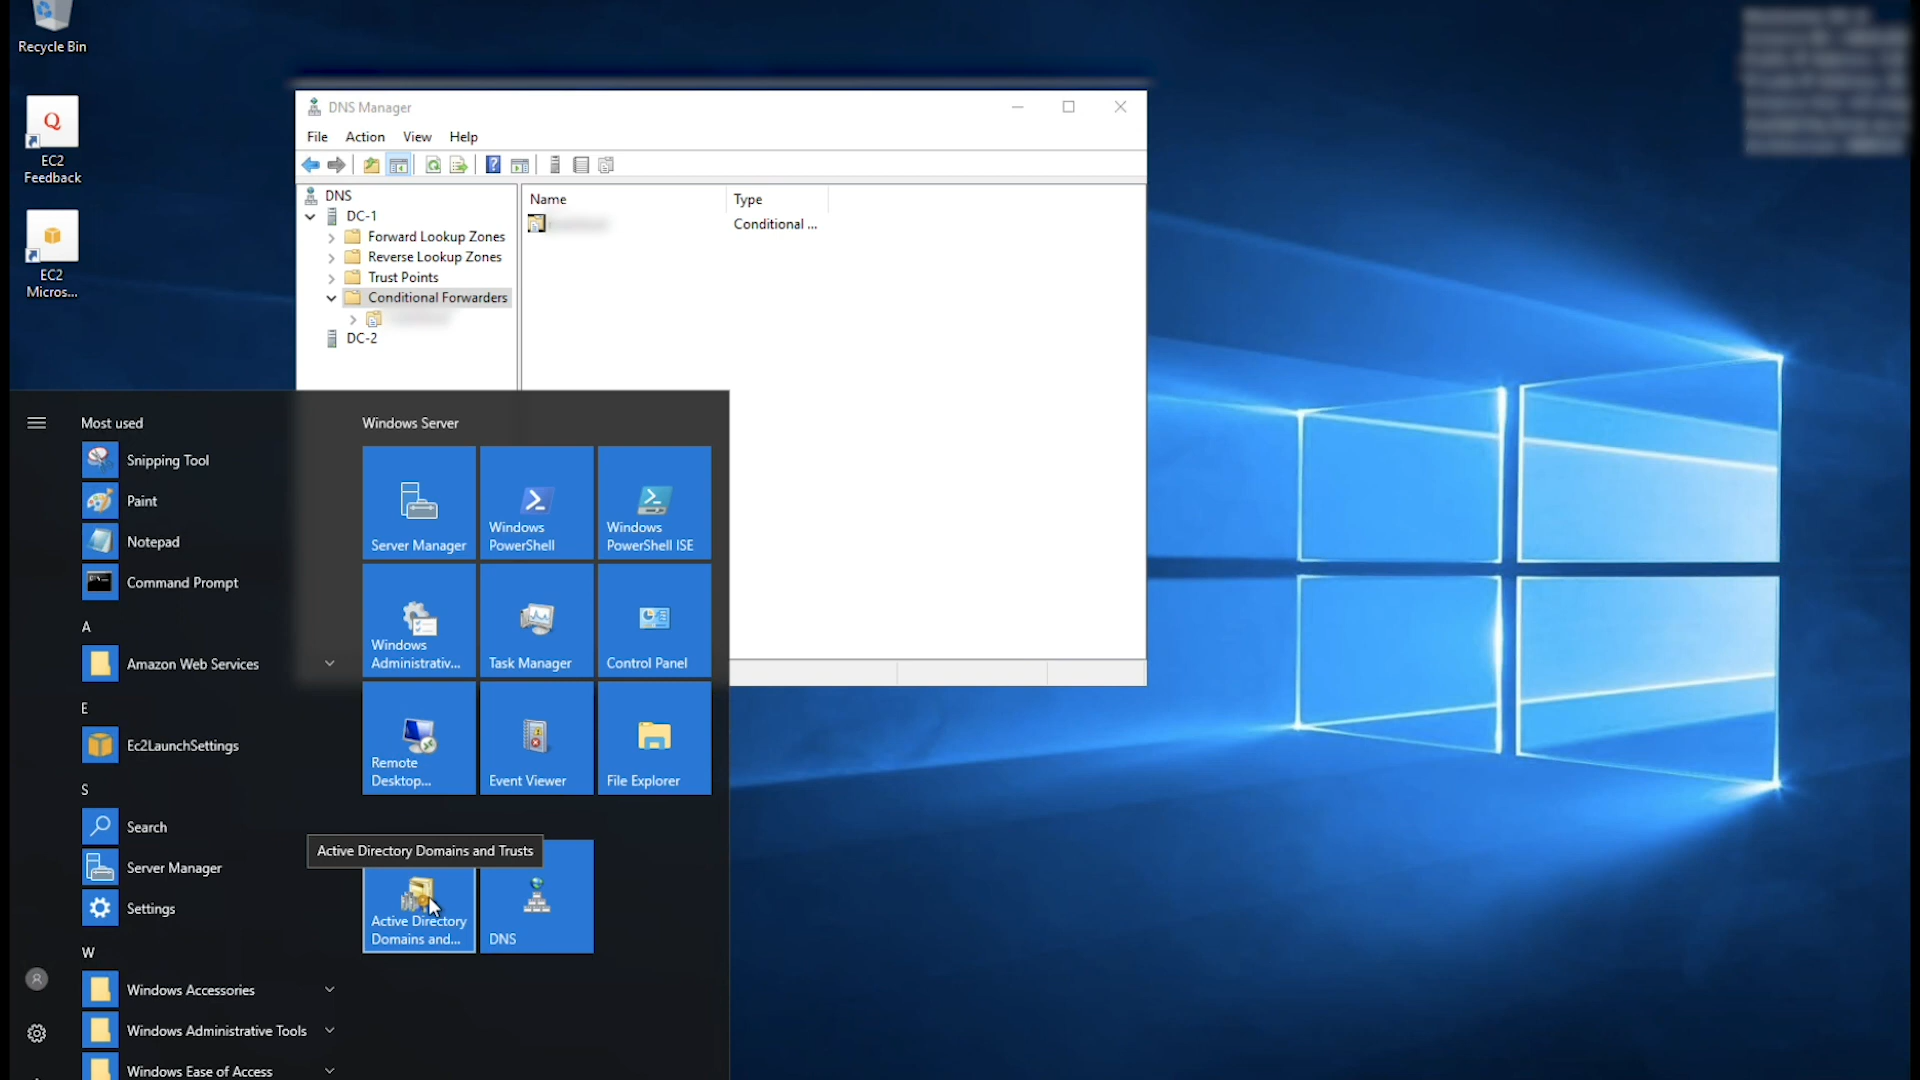 Recycle Bin
EC2
Feedback
EC2
Micros...
DNS Manager
File Action View Help
DNS
DC-1
Forward Lookup Zones
Reverse Lookup Zones
Trust Points
Conditional Forwarders
DC-2
Name Type
Conditional ...
Most used
Snipping Tool
Paint
Notepad
Command Prompt
A
Amazon Web Services
E
Ec2LaunchSettings
S
Search
Server Manager
Settings
W
Windows Accessories
Windows Administrative Tools
Windows Ease of Access
Windows Server
Server Manager
Windows
PowerShell
Windows
PowerShell ISE
Windows
Administrativ...
Task Manager
Control Panel
Remote
Desktop...
Event Viewer
File Explorer
Active Directory Domains and Trusts
Active Directory
Domains and...
DNS